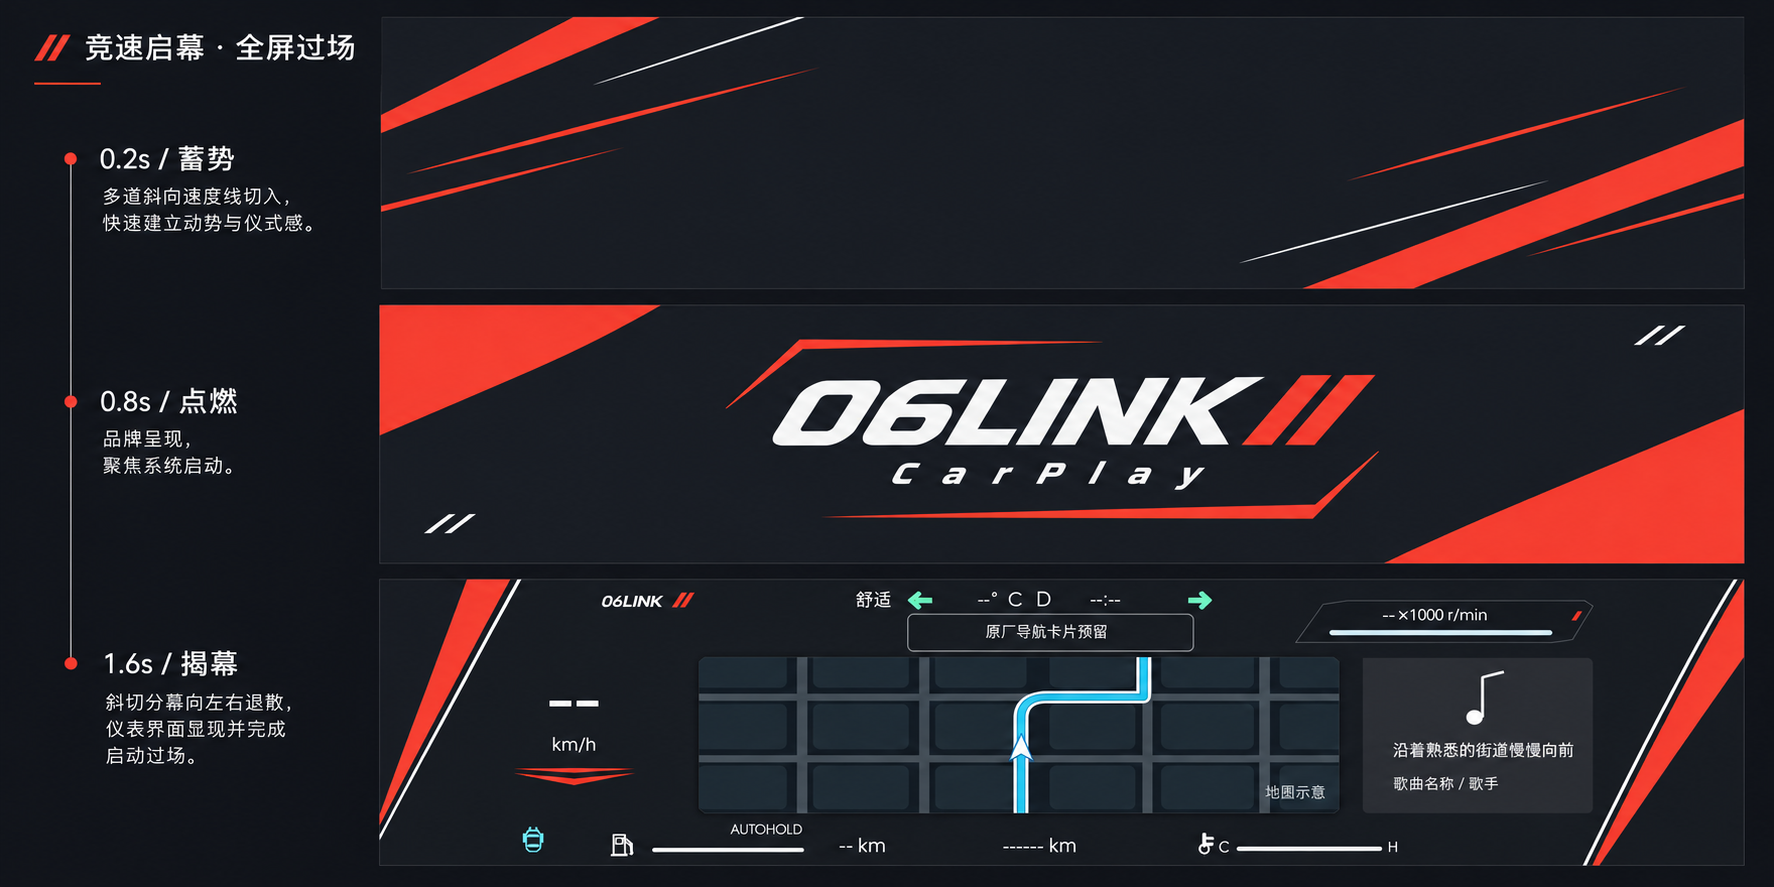 竞速启幕 · 全屏过场
0.2s / 蓄势
多道斜向速度线切入，
快速建立动势与仪式感。
0.8s / 点燃
品牌呈现，
聚焦系统启动。
1.6s / 揭幕
斜切分幕向左右退散，
仪表界面显现并完成
启动过场。
06LINK
CarPlay
06LINK
舒适
--° C D --:--
原厂导航卡片预留
-- ×1000 r/min
-- km/h
地图示意
沿着熟悉的街道慢慢向前
歌曲名称 / 歌手
AUTOHOLD
-- km
------ km
C H